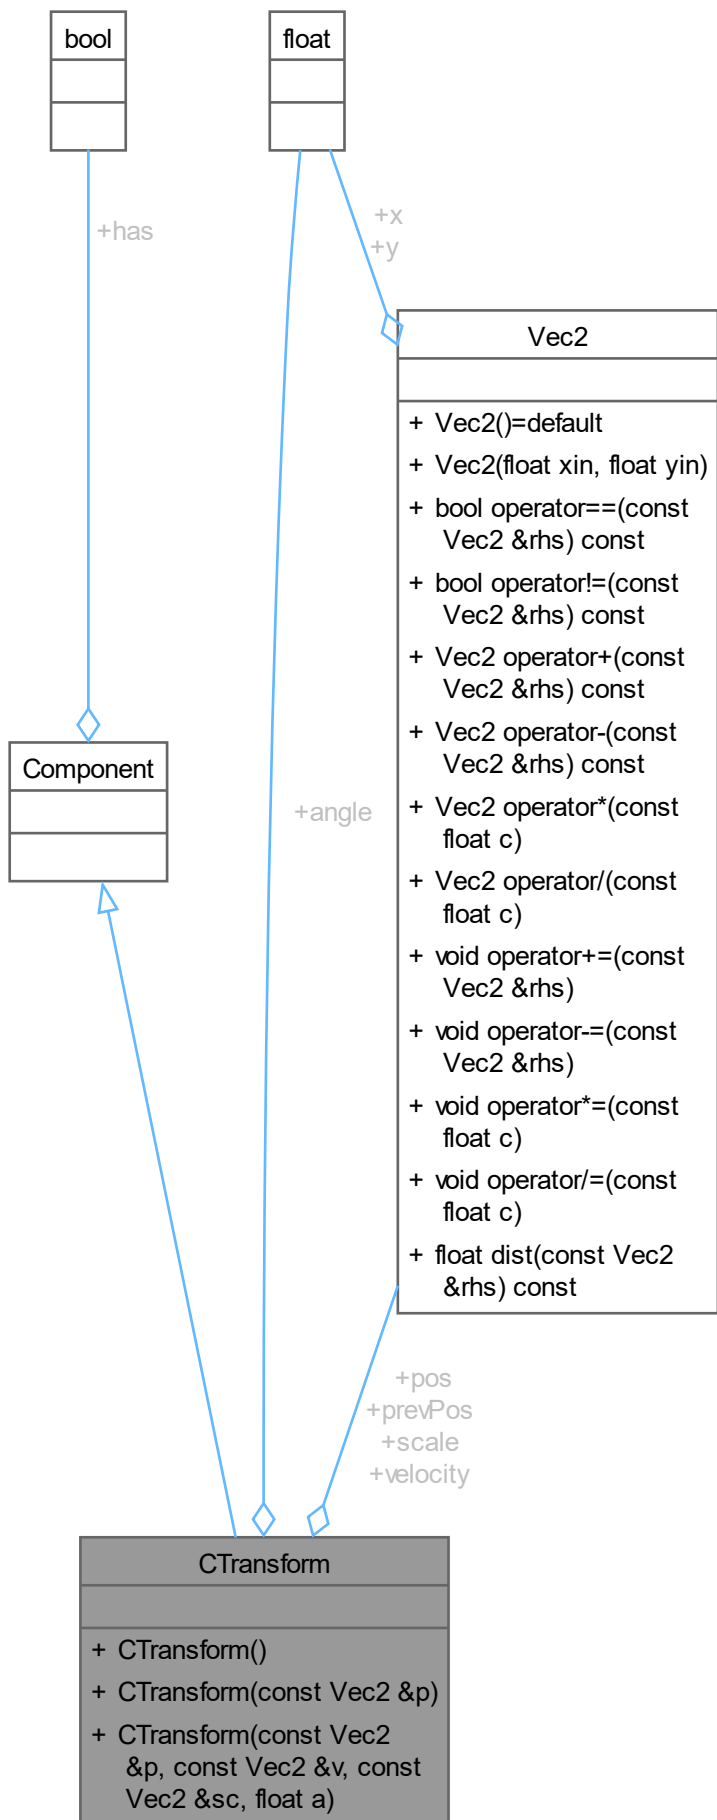 bool
float
+has
+x
+y
Vec2
+ Vec2()=default
+ Vec2(float xin, float yin)
+ bool operator==(const
Vec2 &rhs) const
+ bool operator!=(const
Vec2 &rhs) const
+ Vec2 operator+(const
Vec2 &rhs) const
+ Vec2 operator-(const
Vec2 &rhs) const
+ Vec2 operator*(const
float c)
+ Vec2 operator/(const
float c)
+ void operator+=(const
Vec2 &rhs)
+ void operator-=(const
Vec2 &rhs)
+ void operator*=(const
float c)
+ void operator/=(const
float c)
+ float dist(const Vec2
&rhs) const
Component
+angle
+pos
+prevPos
+scale
+velocity
CTransform
+ CTransform()
+ CTransform(const Vec2 &p)
+ CTransform(const Vec2
&p, const Vec2 &v, const
Vec2 &sc, float a)